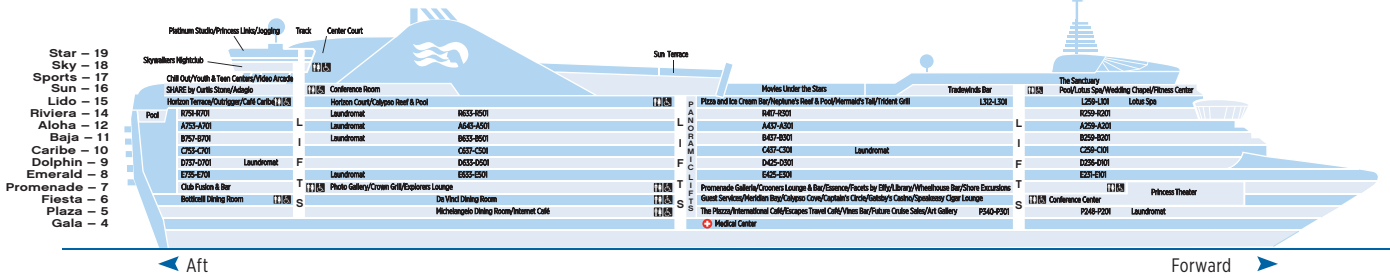 Platinum Studio/Princess Links/Jogging Track Center Court
Star – 19
Skywalkers Nightclub
Sun Terrace
Sky – 18
Sports – 17
Chill Out/Youth & Teen Centers/Video Arcade
The Sanctuary
Sun – 16
SHARE by Curtis Stone/Adagio Conference Room Movies Under the Stars Tradewinds Bar Pool/Lotus Spa/Wedding Chapel/Fitness Center
Lido – 15
Horizon Terrace/Outrigger/Café Caribe Horizon Court/Calypso Reef & Pool Pizza and Ice Cream Bar/Neptune's Reef & Pool/Mermaid's Tail/Trident Grill L312-L301 L259-L101 Lotus Spa
Riviera – 14
Pool R751-R701 Laundromat R633-R501 R417-R301 R259-R201
Aloha – 12
A753-A701 Laundromat A643-A501 A437-A301 A259-A201
Baja – 11
B757-B701 Laundromat B633-B501 B437-B301 B259-B201
Caribe – 10
C753-C701 C637-C501 C437-C301 Laundromat C259-C101
Dolphin – 9
D737-D701 Laundromat D633-D501 D425-D301 D236-D101
Emerald – 8
E735-E701 E633-E501 E425-E301 E231-E101
Promenade – 7
Club Fusion & Bar Photo Gallery/Crown Grill/Explorers Lounge Promenade Galleria/Crooners Lounge & Bar/Essence/Facets by Effy/Library/Wheelhouse Bar/Shore Excursions Princess Theater
Fiesta – 6
Botticelli Dining Room Da Vinci Dining Room Guest Services/Meridian Bay/Calypso Cove/Captain's Circle/Gatsby's Casino/Speakeasy Cigar Lounge Conference Center
Plaza – 5
Michelangelo Dining Room/Internet Café The Piazza/International Café/Escapes Travel Café/Vines Bar/Future Cruise Sales/Art Gallery P340-P301 P248-P201 Laundromat
Gala – 4
Medical Center
LIFTS
LIFTS
PANORAMIC LIFTS
LIFTS
Aft Forward